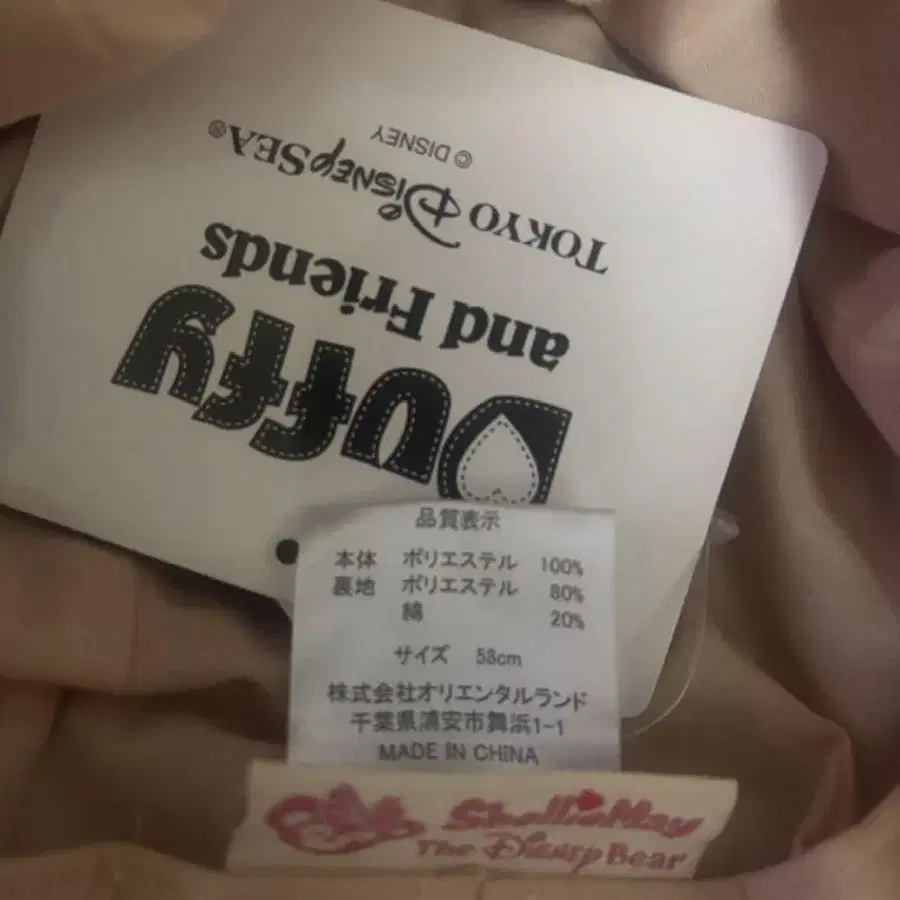 Duffy
and Friends
TOKYO DISNEYSEA®
© DISNEY
品質表示
本体 ポリエステル 100%
裏地 ポリエステル 80%
綿 20%
サイズ 58cm
株式会社オリエンタルランド
千葉県浦安市舞浜1-1
MADE IN CHINA
ShellieMay
The Disney Bear